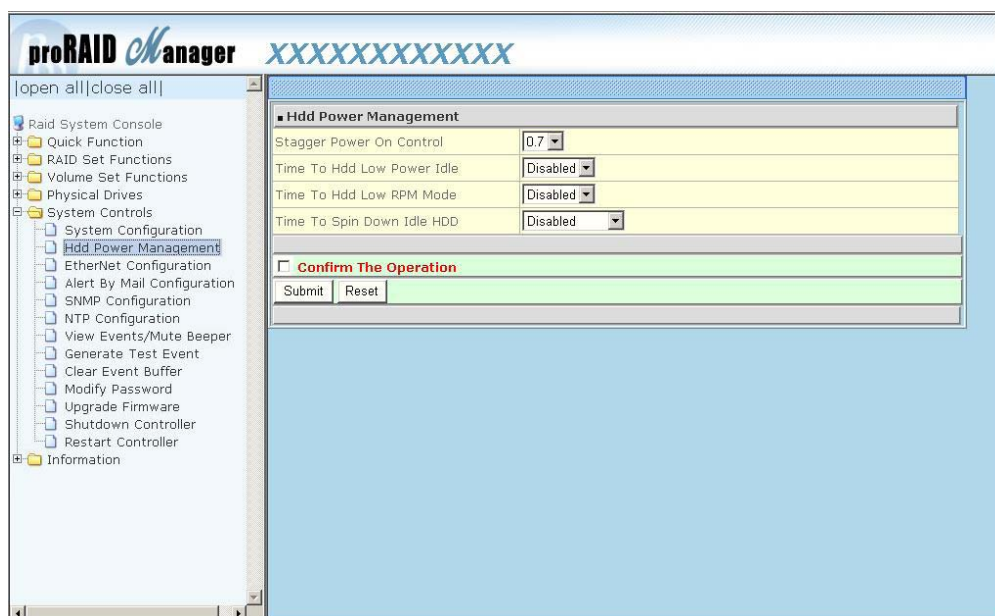 proRAID Manager XXXXXXXXXXXX
|open all|close all|
Raid System Console
Quick Function
RAID Set Functions
Volume Set Functions
Physical Drives
System Controls
System Configuration
Hdd Power Management
EtherNet Configuration
Alert By Mail Configuration
SNMP Configuration
NTP Configuration
View Events/Mute Beeper
Generate Test Event
Clear Event Buffer
Modify Password
Upgrade Firmware
Shutdown Controller
Restart Controller
Information
Hdd Power Management
Stagger Power On Control 0.7
Time To Hdd Low Power Idle Disabled
Time To Hdd Low RPM Mode Disabled
Time To Spin Down Idle HDD Disabled
Confirm The Operation
Submit Reset